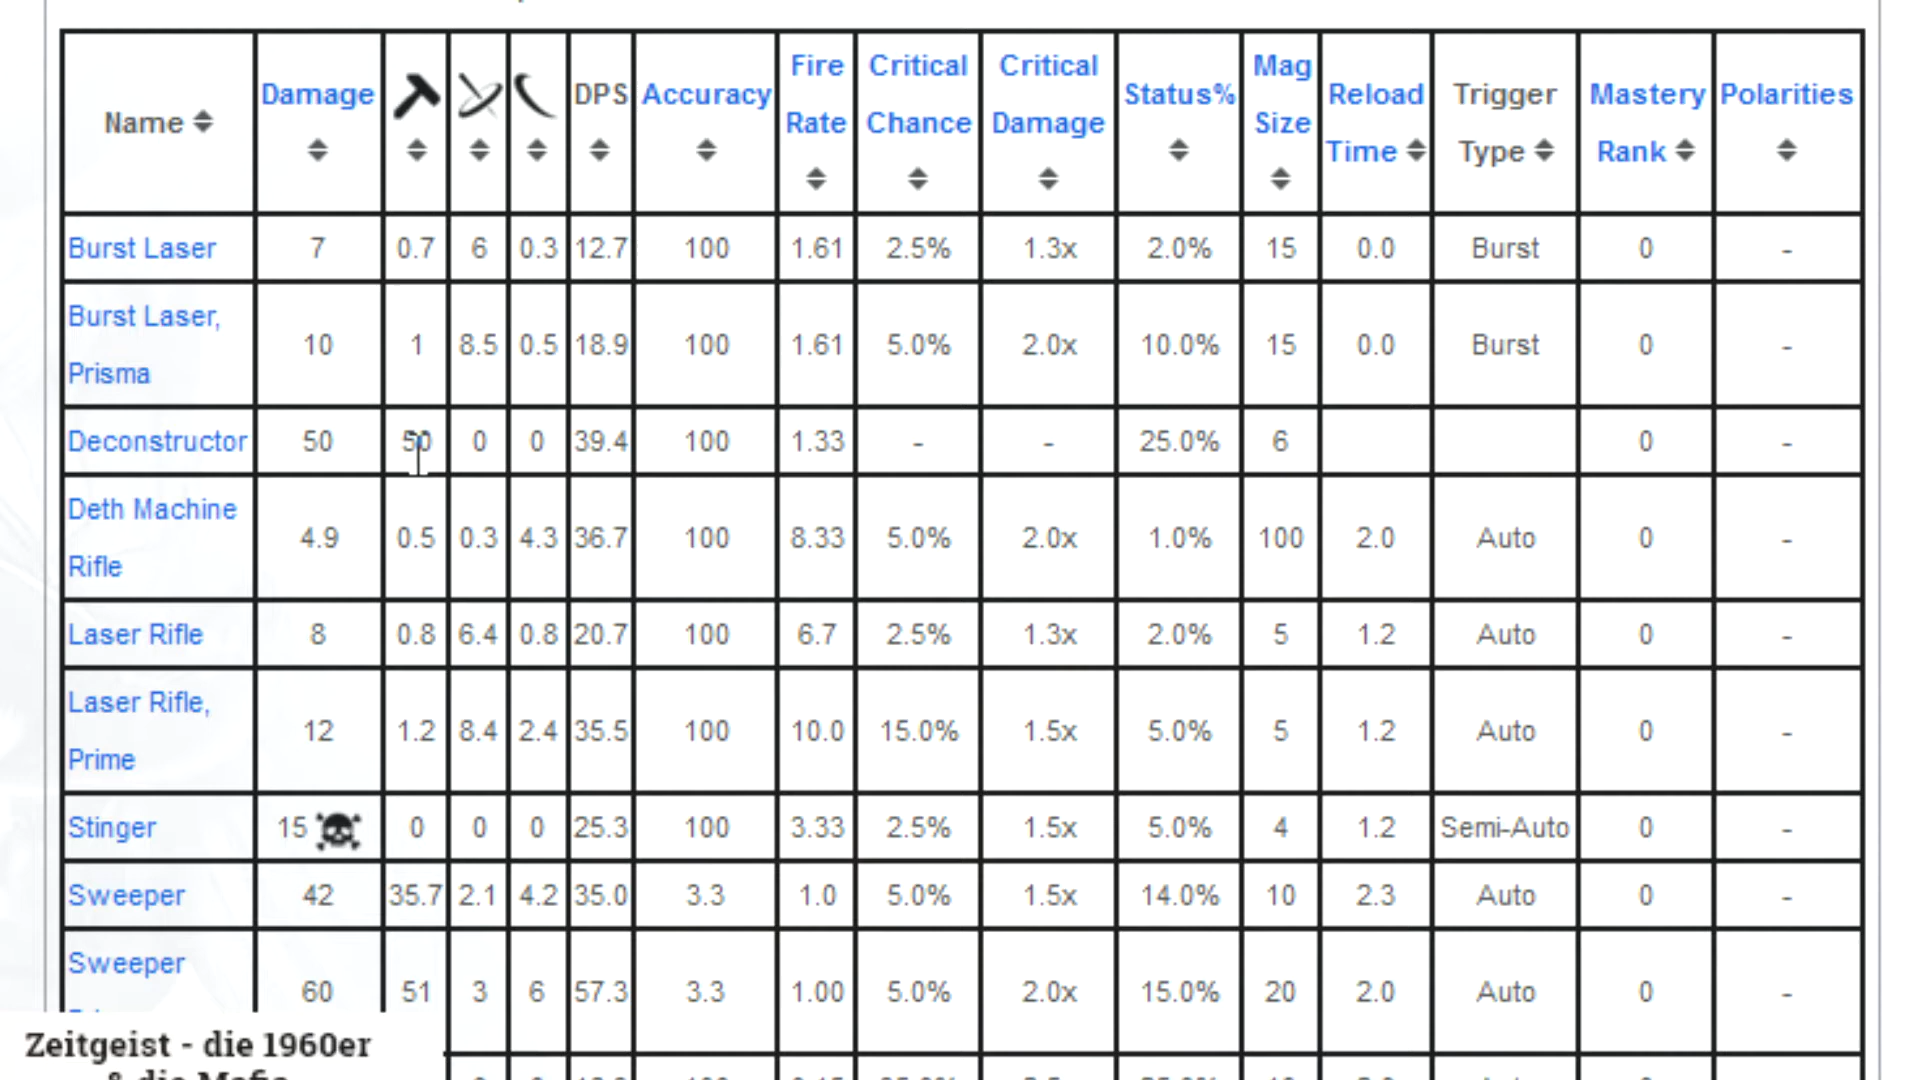 Name Damage DPS Accuracy Fire Rate Critical Chance Critical Damage Status% Mag Size Reload Time Trigger Type Mastery Rank Polarities
Burst Laser 7 0.7 6 0.3 12.7 100 1.61 2.5% 1.3x 2.0% 15 0.0 Burst 0 -
Burst Laser, Prisma 10 1 8.5 0.5 18.9 100 1.61 5.0% 2.0x 10.0% 15 0.0 Burst 0 -
Deconstructor 50 50 0 0 39.4 100 1.33 - - 25.0% 6 0 -
Deth Machine Rifle 4.9 0.5 0.3 4.3 36.7 100 8.33 5.0% 2.0x 1.0% 100 2.0 Auto 0 -
Laser Rifle 8 0.8 6.4 0.8 20.7 100 6.7 2.5% 1.3x 2.0% 5 1.2 Auto 0 -
Laser Rifle, Prime 12 1.2 8.4 2.4 35.5 100 10.0 15.0% 1.5x 5.0% 5 1.2 Auto 0 -
Stinger 15 0 0 0 25.3 100 3.33 2.5% 1.5x 5.0% 4 1.2 Semi-Auto 0 -
Sweeper 42 35.7 2.1 4.2 35.0 3.3 1.0 5.0% 1.5x 14.0% 10 2.3 Auto 0 -
Sweeper 60 51 3 6 57.3 3.3 1.00 5.0% 2.0x 15.0% 20 2.0 Auto 0 -
Zeitgeist - die 1960er
& die Mafia